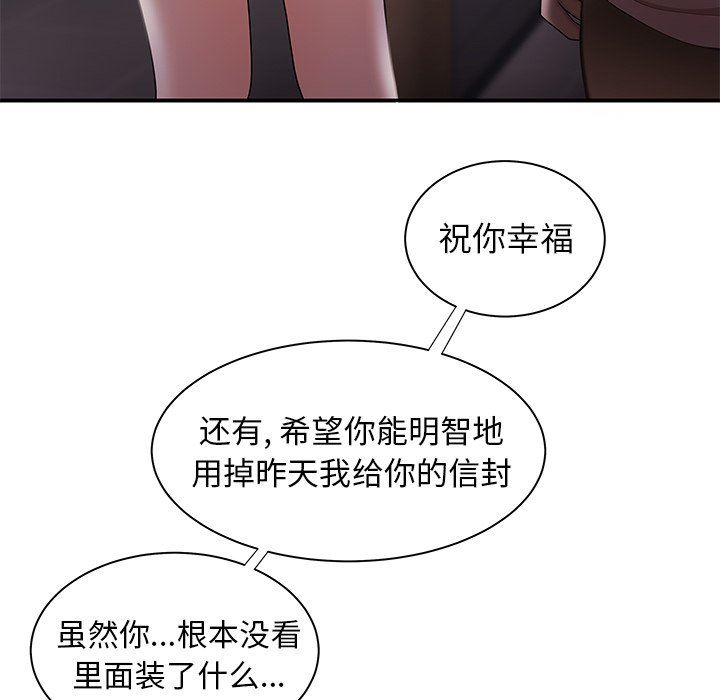 祝你幸福
还有, 希望你能明智地
用掉昨天我给你的信封
虽然你...根本没看
里面装了什么...